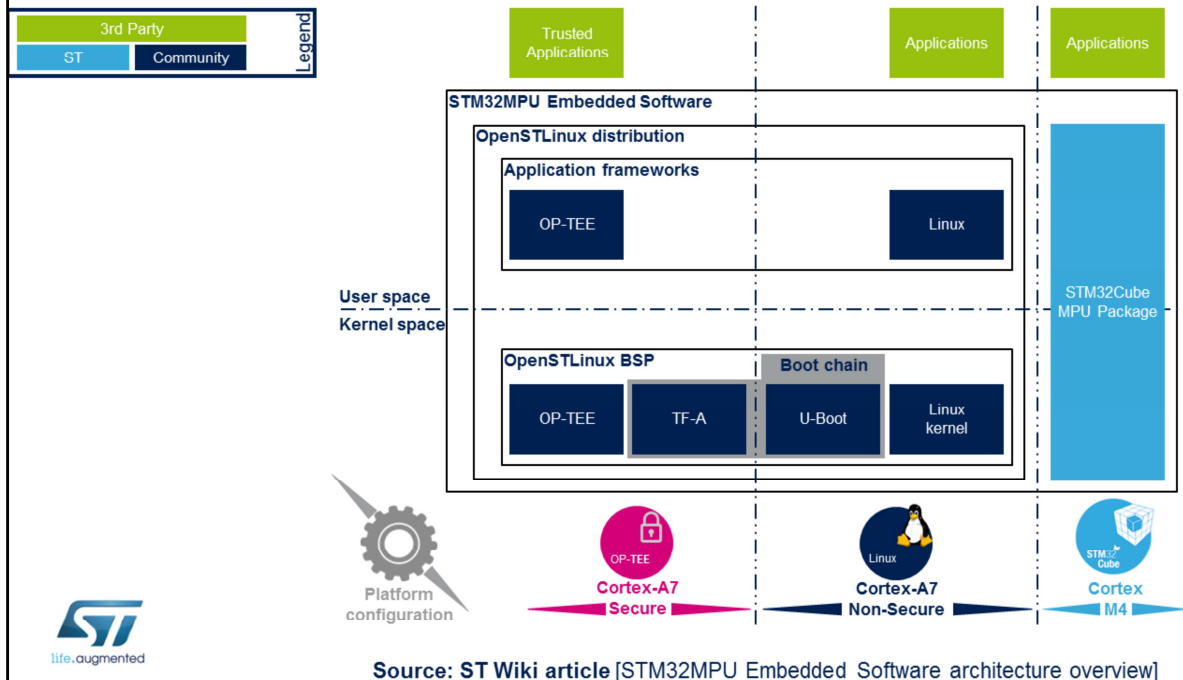 3rd Party
ST
Community
Legend
Trusted
Applications
Applications
Applications
STM32MPU Embedded Software
OpenSTLinux distribution
Application frameworks
OP-TEE
Linux
STM32Cube
MPU Package
User space
Kernel space
OpenSTLinux BSP
Boot chain
OP-TEE
TF-A
U-Boot
Linux
kernel
Platform
configuration
OP-TEE
Cortex-A7
Secure
Linux
Cortex-A7
Non-Secure
STM32
Cube
Cortex
M4
ST
life.augmented
Source: ST Wiki article [STM32MPU Embedded Software architecture overview]